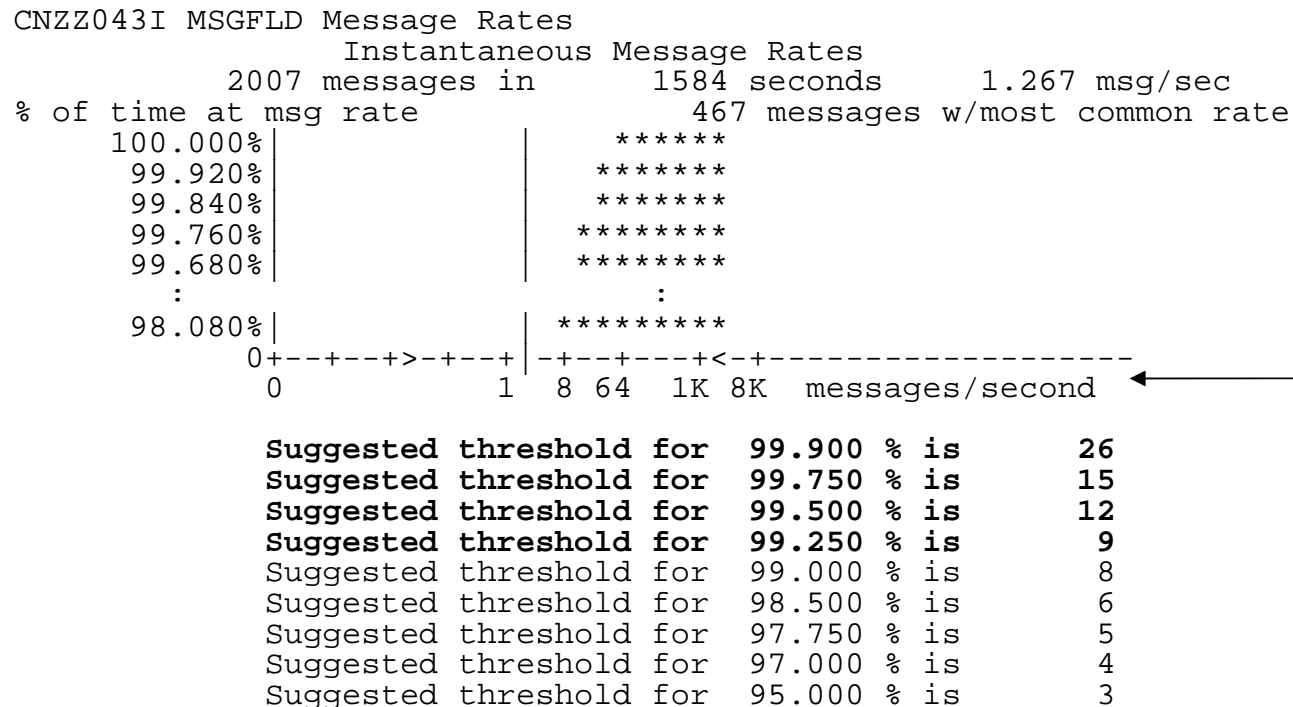 CNZZ043I MSGFLD Message Rates
Instantaneous Message Rates
2007 messages in 1584 seconds 1.267 msg/sec
% of time at msg rate 467 messages w/most common rate
100.000%| | ******
99.920%| | *******
99.840%| | *******
99.760%| | ********
99.680%| | ********
: :
98.080%| | *********
0+--+--+>-+--+|-+--+---+<-+-------------------
0 1 8 64 1K 8K messages/second
Suggested threshold for 99.900 % is 26
Suggested threshold for 99.750 % is 15
Suggested threshold for 99.500 % is 12
Suggested threshold for 99.250 % is 9
Suggested threshold for 99.000 % is 8
Suggested threshold for 98.500 % is 6
Suggested threshold for 97.750 % is 5
Suggested threshold for 97.000 % is 4
Suggested threshold for 95.000 % is 3